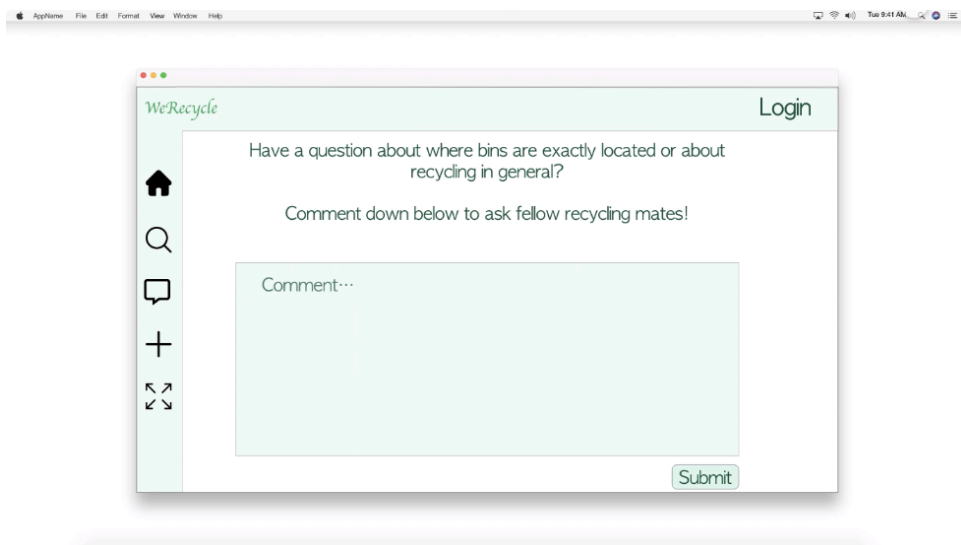 AppName File Edit Format View Window Help Tue 9:41 AM
WeRecycle
Login
Have a question about where bins are exactly located or about
recycling in general?
Comment down below to ask fellow recycling mates!
Comment...
Submit